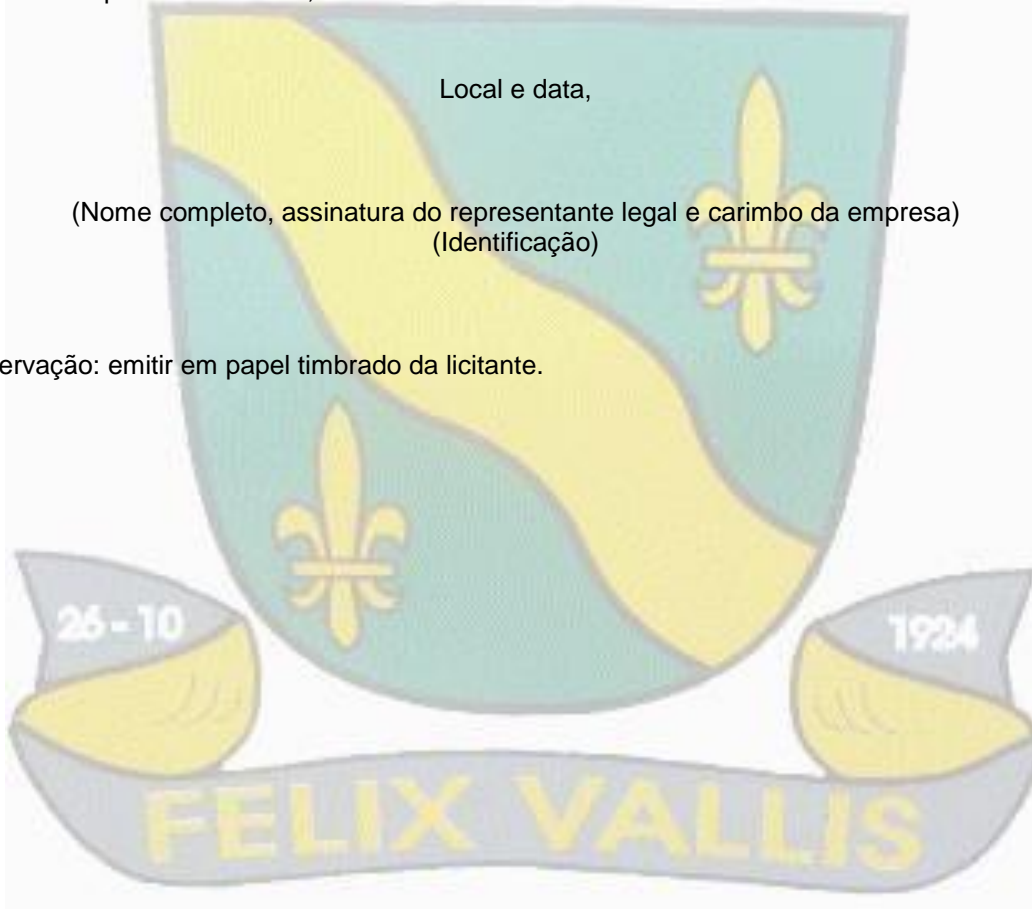 Local e data,
(Nome completo, assinatura do representante legal e carimbo da empresa)
(Identificação)
ervação: emitir em papel timbrado da licitante.
26 - 10
1924
FELIX VALLIS